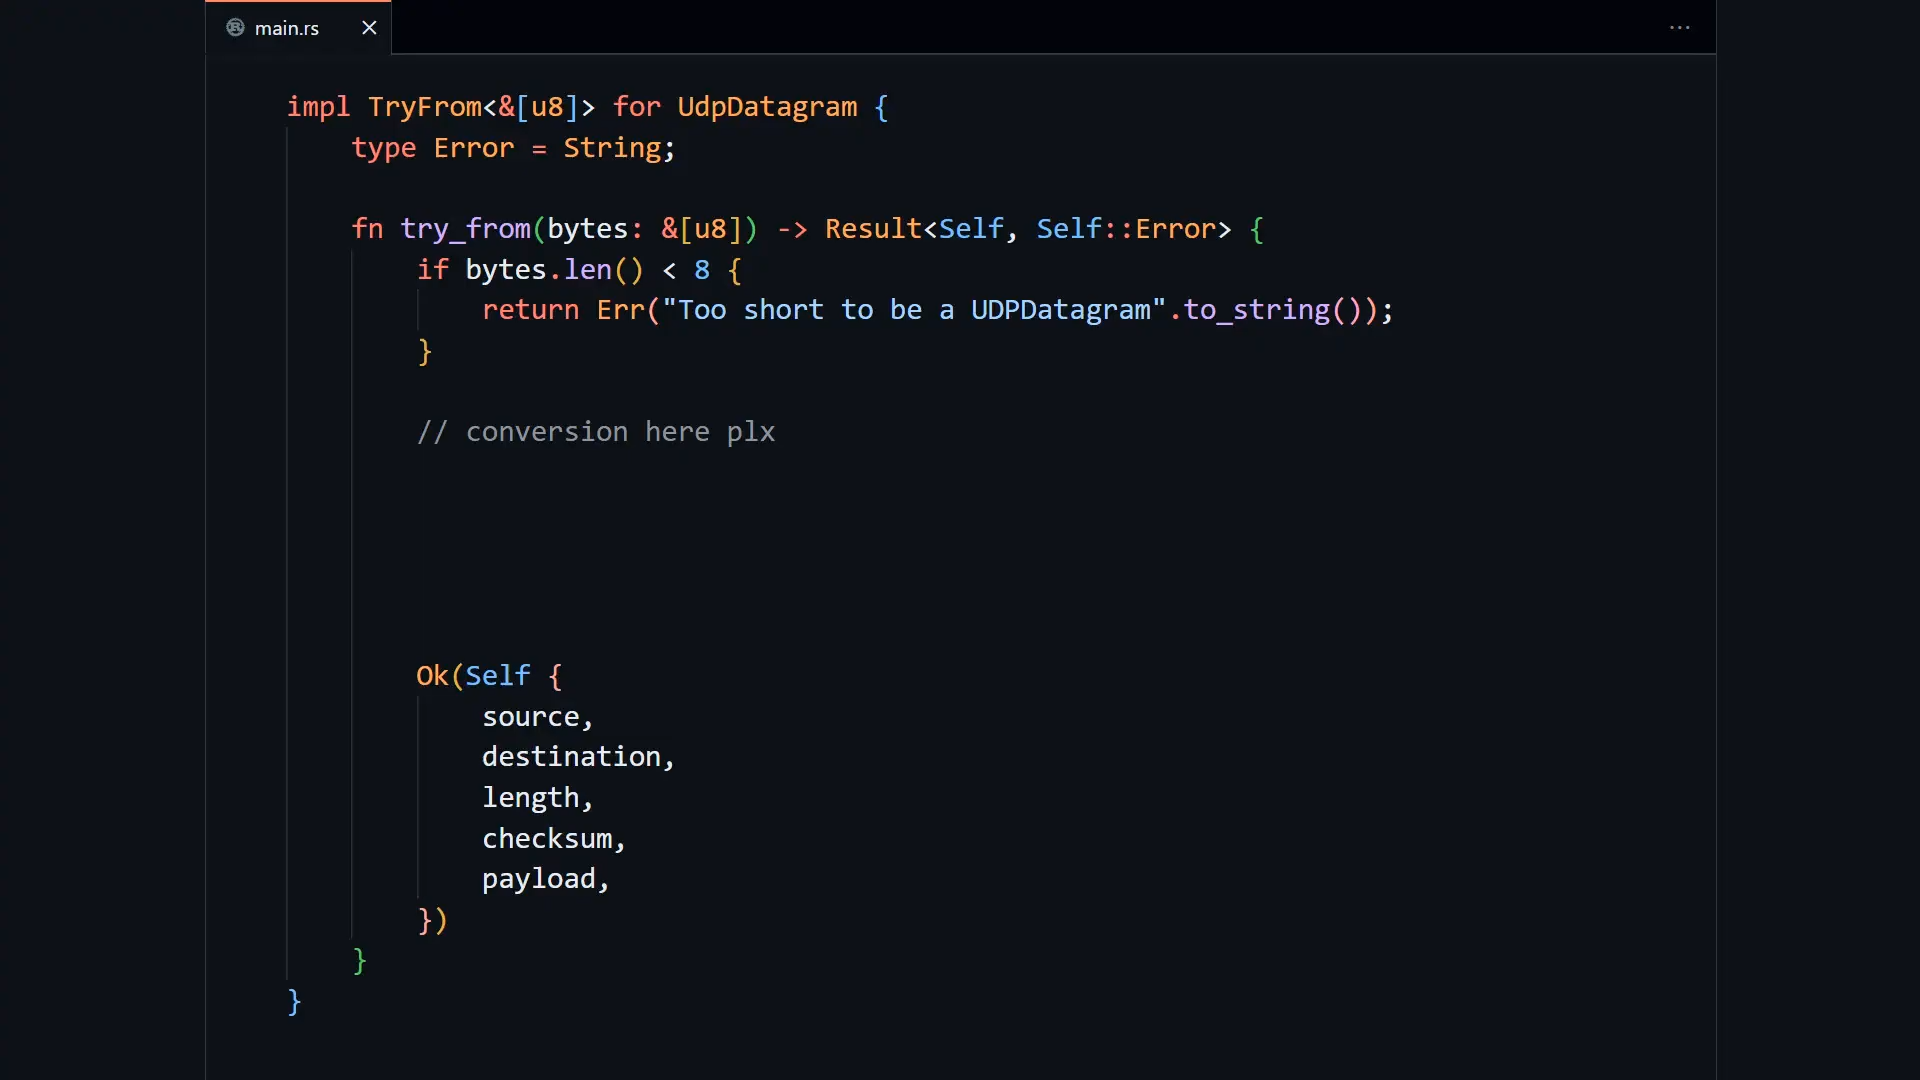 main.rs
impl TryFrom<&[u8]> for UdpDatagram {
type Error = String;
fn try_from(bytes: &[u8]) -> Result<Self, Self::Error> {
if bytes.len() < 8 {
return Err("Too short to be a UDPDatagram".to_string());
}
// conversion here plx
Ok(Self {
source,
destination,
length,
checksum,
payload,
})
}
}